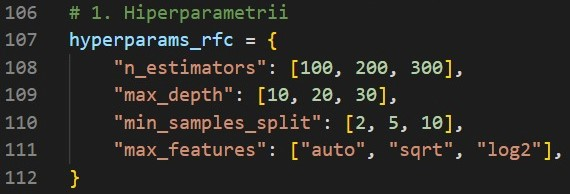 106 # 1. Hiperparametrii
107 hyperparams_rfc = {
108     "n_estimators": [100, 200, 300],
109     "max_depth": [10, 20, 30],
110     "min_samples_split": [2, 5, 10],
111     "max_features": ["auto", "sqrt", "log2"],
112 }